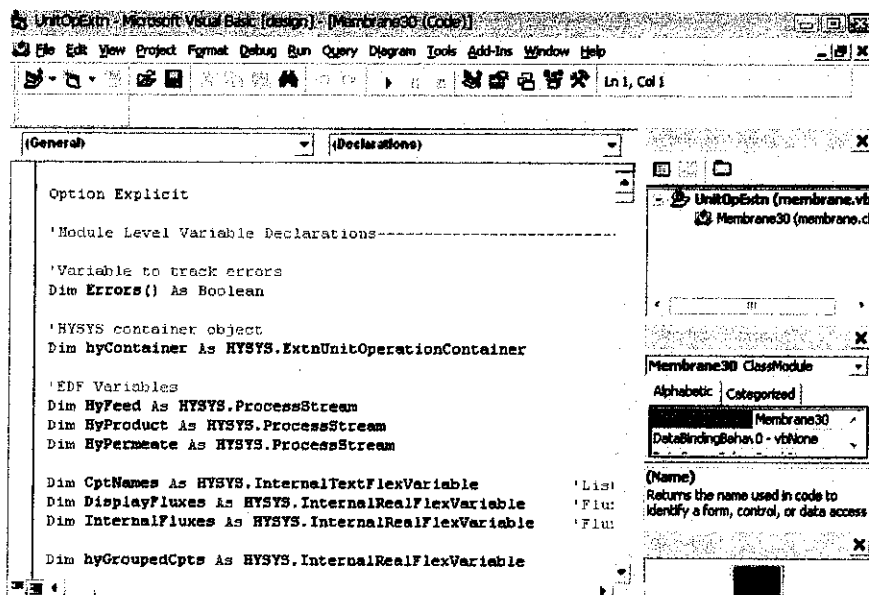 UnitOpExtn - Microsoft Visual Basic [design] - [Membrane30 (Code)]
File Edit View Project Format Debug Run Query Diagram Tools Add-Ins Window Help
Ln 1, Col 1
(General) (Declarations)
Option Explicit
'Module Level Variable Declarations-----------------------------
'Variable to track errors
Dim Errors() As Boolean
'HYSYS container object
Dim hyContainer As HYSYS.ExtnUnitOperationContainer
'EDF Variables
Dim HyFeed As HYSYS.ProcessStream
Dim HyProduct As HYSYS.ProcessStream
Dim HyPermeate As HYSYS.ProcessStream
Dim CptNames As HYSYS.InternalTextFlexVariable 'List
Dim DisplayFluxes As HYSYS.InternalRealFlexVariable 'Flu
Dim InternalFluxes As HYSYS.InternalRealFlexVariable 'Flu
Dim hyGroupedCpts As HYSYS.InternalRealFlexVariable
UnitOpExtn (membrane.vb
Membrane30 (membrane.c
Membrane30 ClassModule
Alphabetic Categorized
Membrane30
DataBindingBehav 0 - vbNone
(Name)
Returns the name used in code to
identify a form, control, or data access